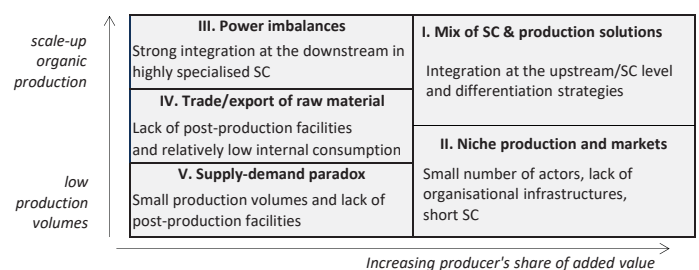 scale-up
organic
production
low
production
volumes
III. Power imbalances
Strong integration at the downstream in
highly specialised SC
IV. Trade/export of raw material
Lack of post-production facilities
and relatively low internal consumption
V. Supply-demand paradox
Small production volumes and lack of
post-production facilities
I. Mix of SC & production solutions
Integration at the upstream/SC level
and differentiation strategies
II. Niche production and markets
Small number of actors, lack of
organisational infrastructures,
short SC
Increasing producer's share of added value